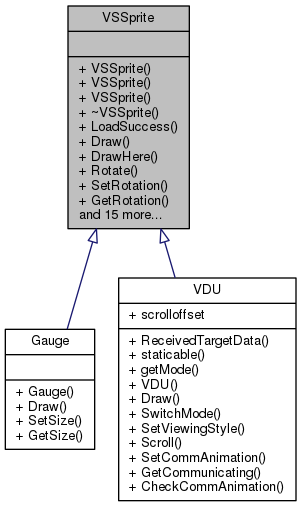 VSSprite
+ VSSprite()
+ VSSprite()
+ VSSprite()
+ ~VSSprite()
+ LoadSuccess()
+ Draw()
+ DrawHere()
+ Rotate()
+ SetRotation()
+ GetRotation()
and 15 more...
Gauge
+ Gauge()
+ Draw()
+ SetSize()
+ GetSize()
VDU
+ scrolloffset
+ ReceivedTargetData()
+ staticable()
+ getMode()
+ VDU()
+ Draw()
+ SwitchMode()
+ SetViewingStyle()
+ Scroll()
+ SetCommAnimation()
+ GetCommunicating()
+ CheckCommAnimation()